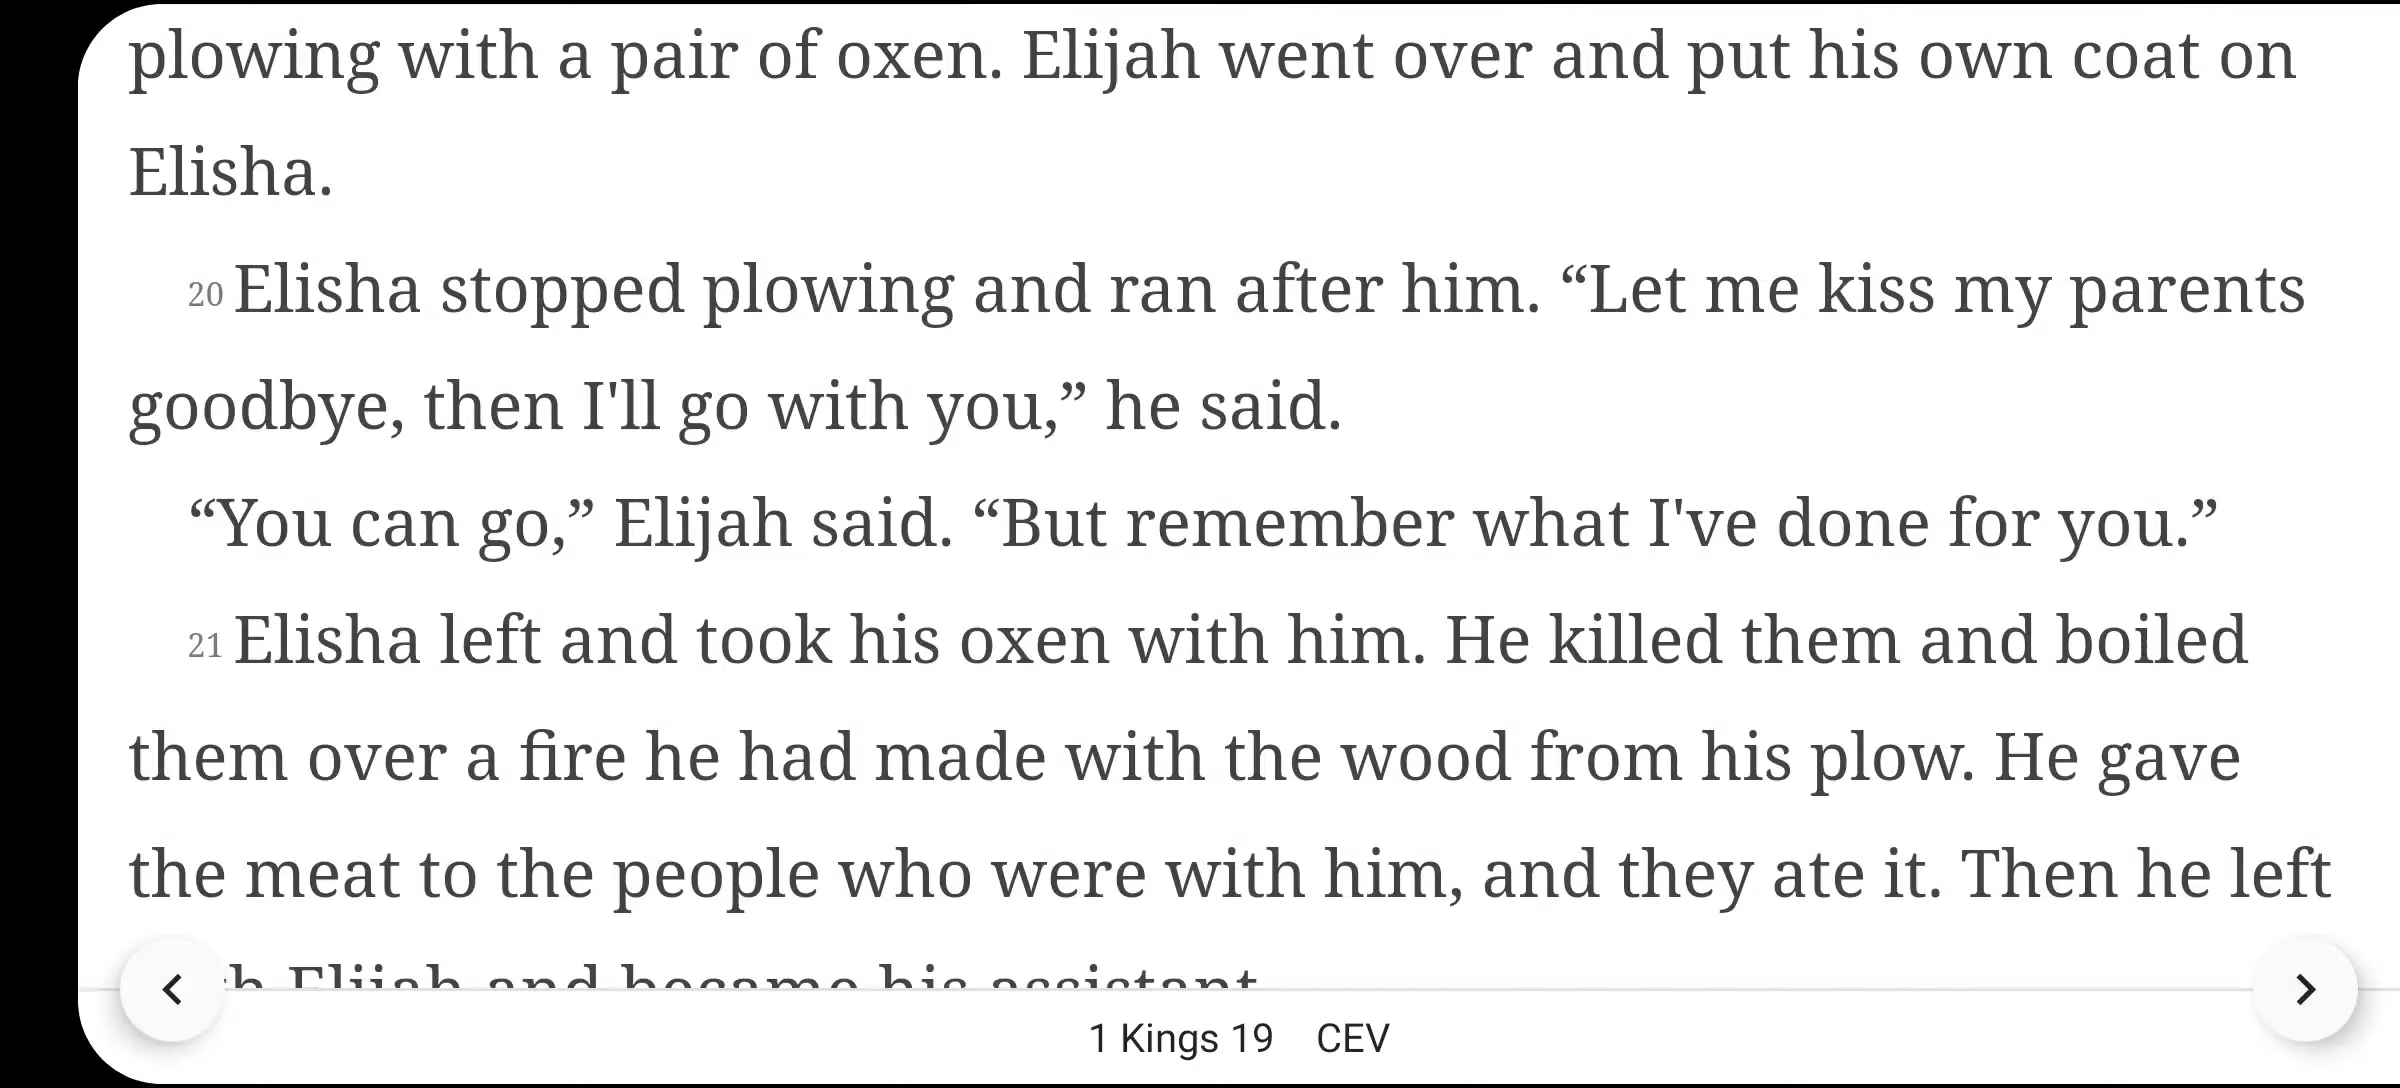 plowing with a pair of oxen. Elijah went over and put his own coat on
Elisha.
20 Elisha stopped plowing and ran after him. “Let me kiss my parents
goodbye, then I'll go with you,” he said.
“You can go,” Elijah said. “But remember what I've done for you.”
21 Elisha left and took his oxen with him. He killed them and boiled
them over a fire he had made with the wood from his plow. He gave
the meat to the people who were with him, and they ate it. Then he left
Elijah and became his assistant
1 Kings 19 CEV